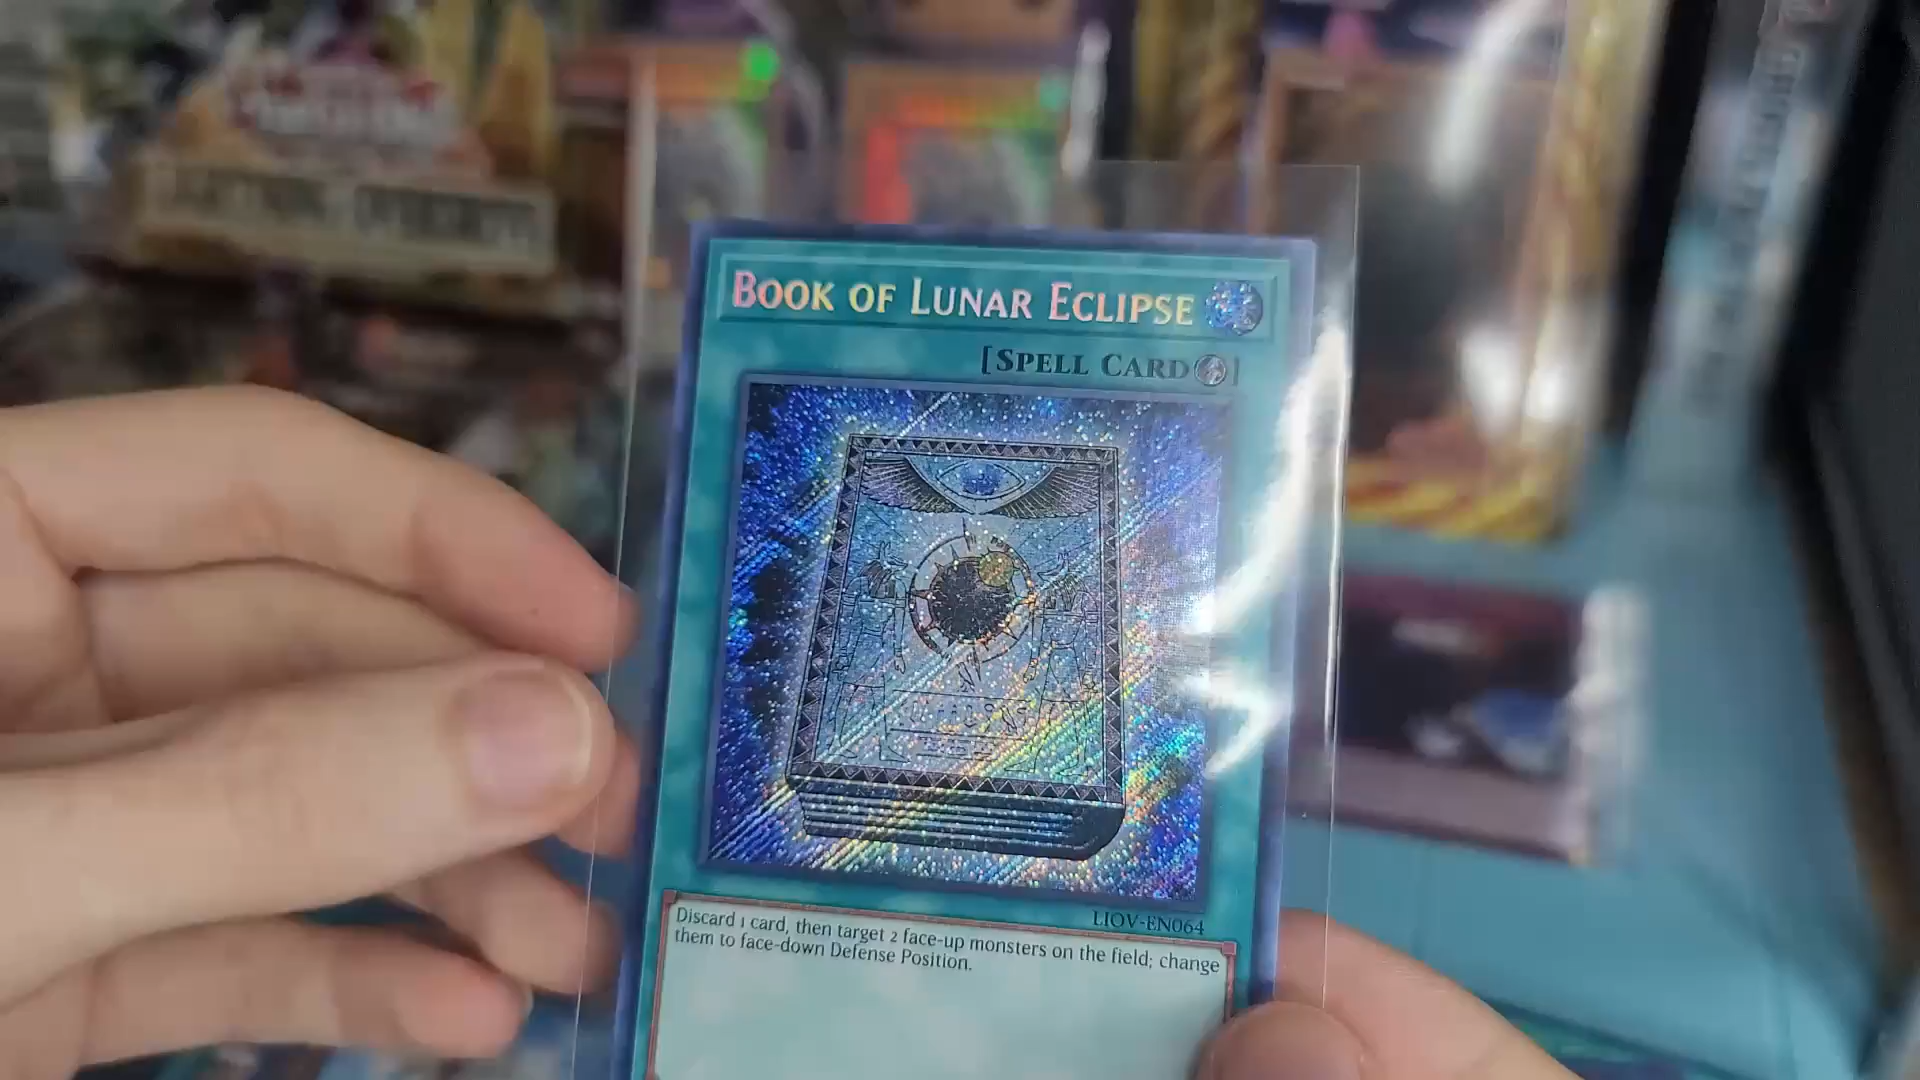 BOOK OF LUNAR ECLIPSE
[SPELL CARD]
LIOV-EN064
Discard 1 card, then target 2 face-up monsters on the field; change
them to face-down Defense Position.